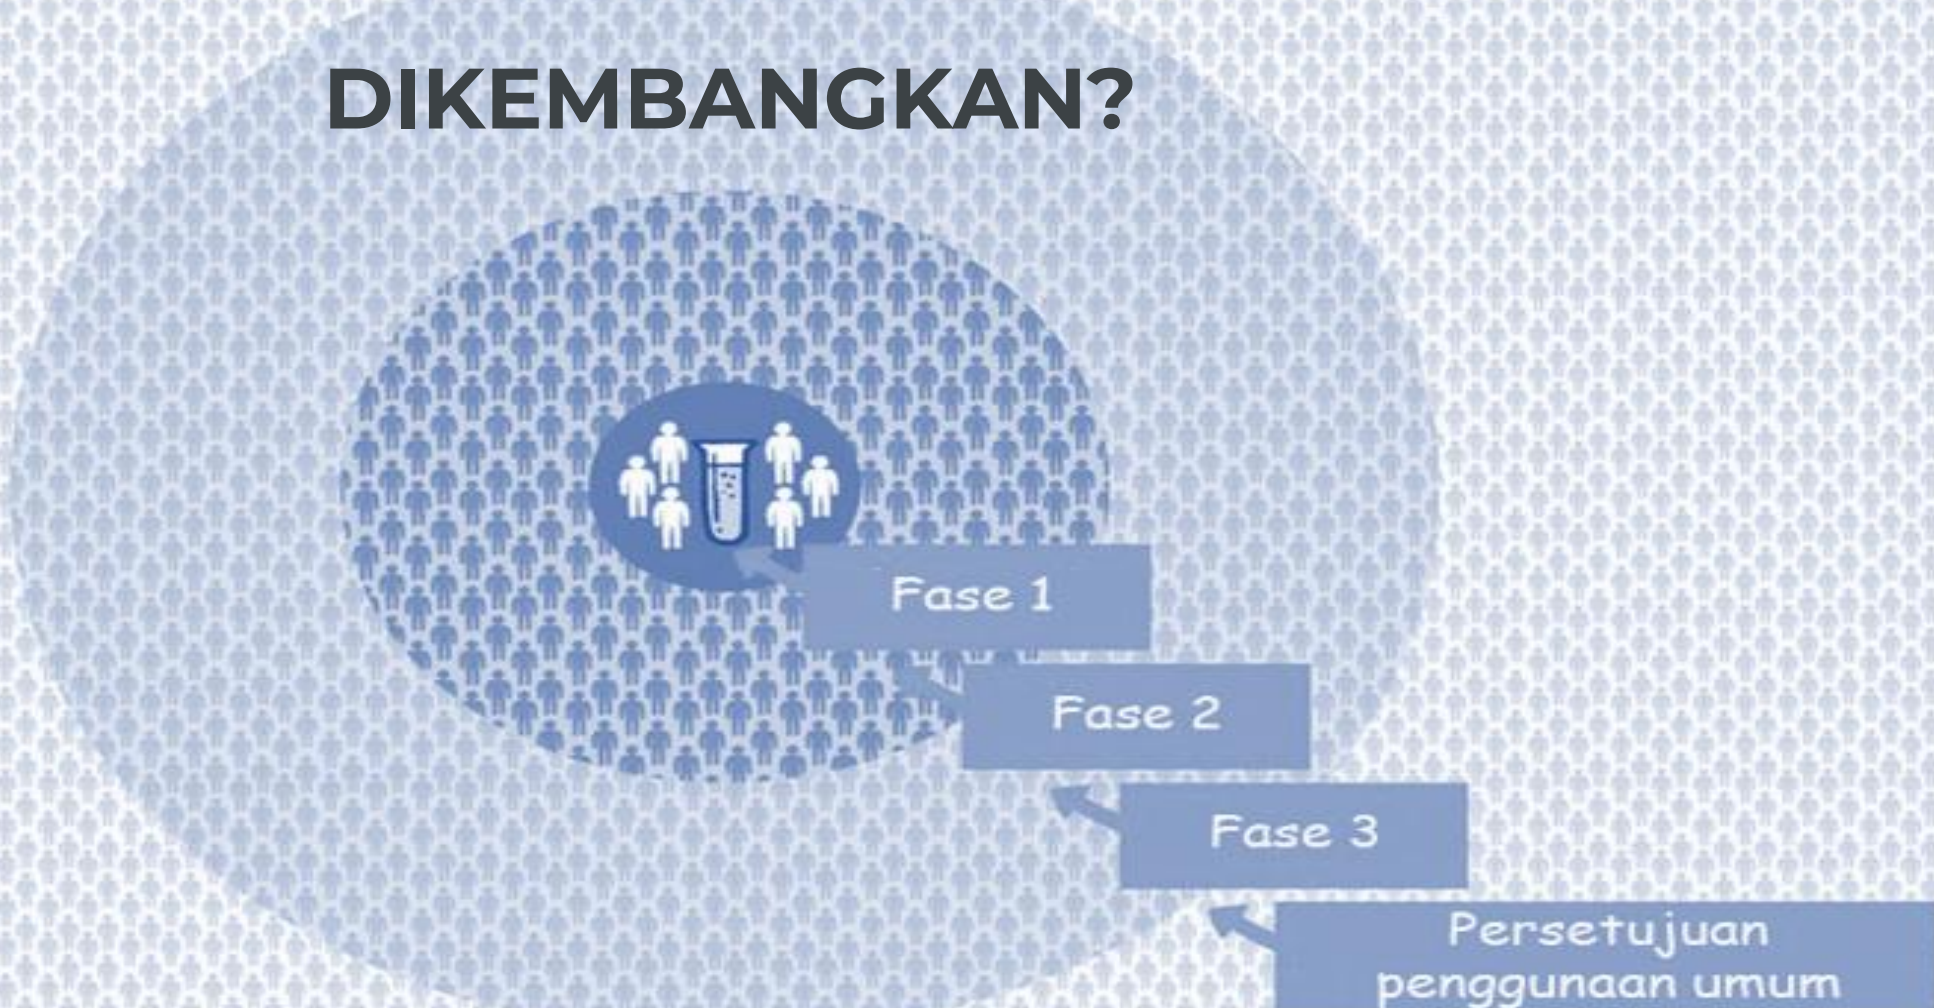 DIKEMBANGKAN?
Fase 1
Fase 2
Fase 3
Persetujuan
penggunaan umum